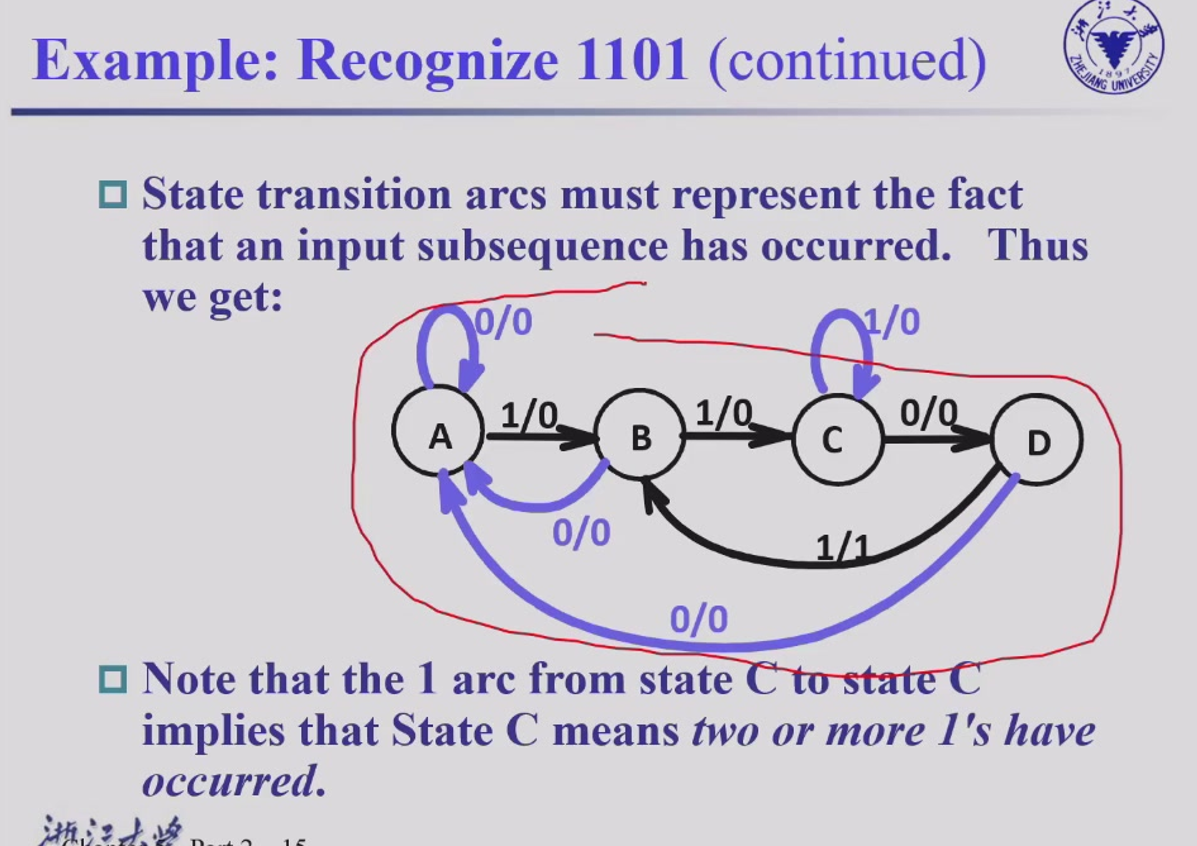 Example: Recognize 1101 (continued)
浙江大學
1897
ZHEJIANG UNIVERSITY
State transition arcs must represent the fact
that an input subsequence has occurred. Thus
we get:
0/0
1/0
1/0
1/0
0/0
A
B
C
D
0/0
1/1
0/0
Note that the 1 arc from state C to state C
implies that State C means two or more 1's have
occurred.
浙江大学
Part 2 15